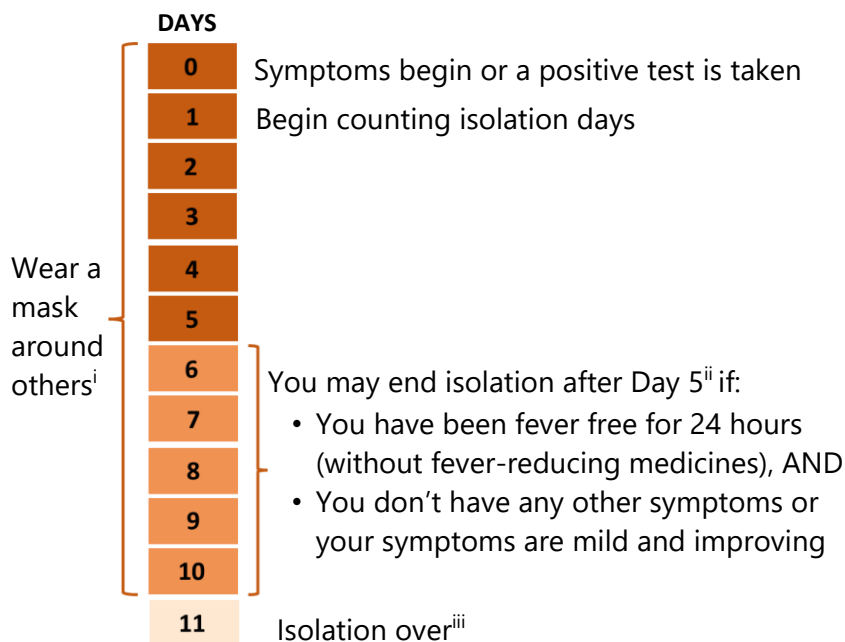 DAYS
0 Symptoms begin or a positive test is taken
1 Begin counting isolation days
2
3
4
5
Wear a
mask
around
othersⁱ
6
7
8
9
10
You may end isolation after Day 5ⁱⁱ if:
• You have been fever free for 24 hours
(without fever-reducing medicines), AND
• You don’t have any other symptoms or
your symptoms are mild and improving
11 Isolation overⁱⁱⁱ